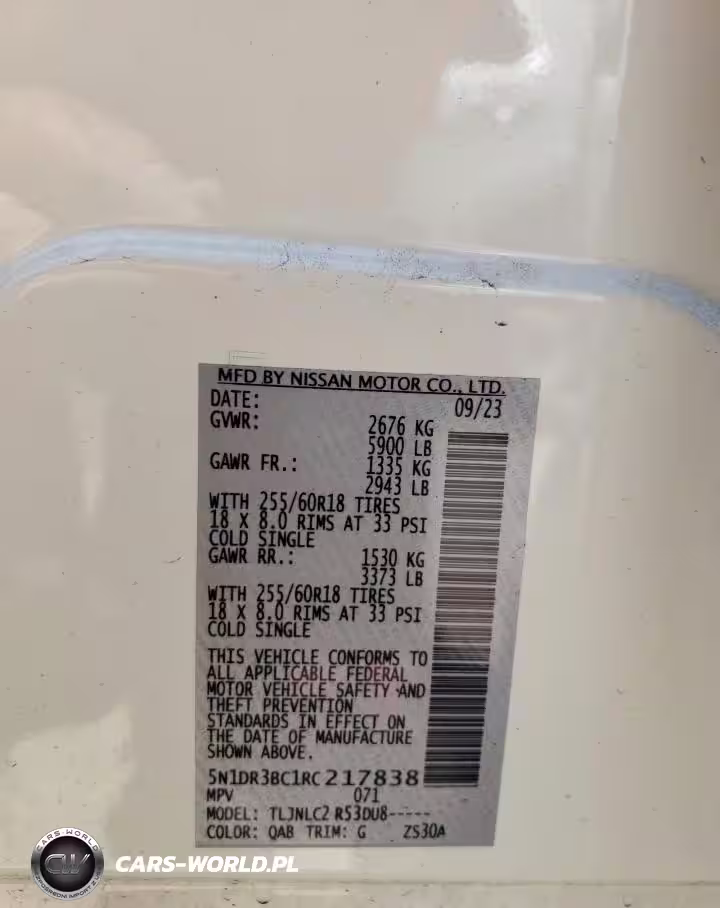 MFD BY NISSAN MOTOR CO., LTD.
DATE: 09/23
GVWR: 2676 KG
5900 LB
GAWR FR.: 1335 KG
2943 LB
WITH 255/60R18 TIRES
18 X 8.0 RIMS AT 33 PSI
COLD SINGLE
GAWR RR.: 1530 KG
3373 LB
WITH 255/60R18 TIRES
18 X 8.0 RIMS AT 33 PSI
COLD SINGLE
THIS VEHICLE CONFORMS TO
ALL APPLICABLE FEDERAL
MOTOR VEHICLE SAFETY AND
THEFT PREVENTION
STANDARDS IN EFFECT ON
THE DATE OF MANUFACTURE
SHOWN ABOVE.
5N1DR3BC1RC217838
MPV 071
MODEL: TLJNLC2 R53DU8-----
COLOR: QAB TRIM: G ZS30A
CARS-WORLD
CW
CARS-WORLD.PL